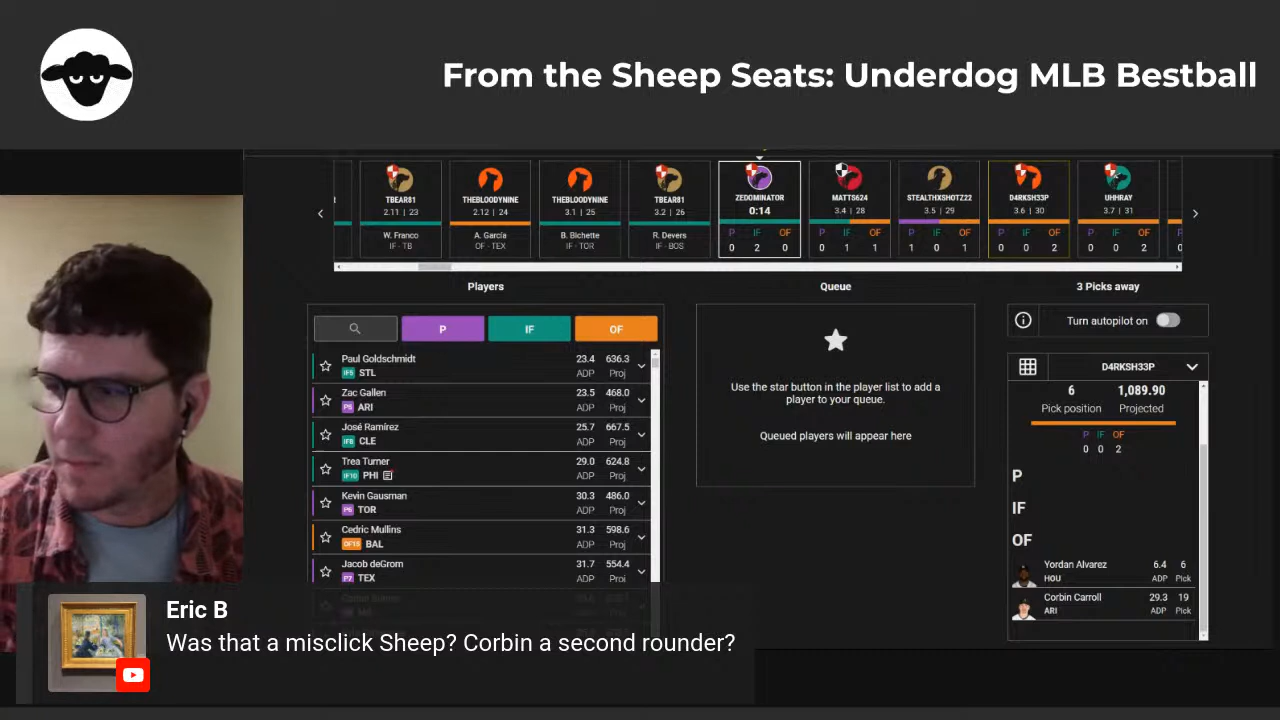 From the Sheep Seats: Underdog MLB Bestball
TBEAR81
2.11 | 23
W. Franco
IF - TB
THEBLOODYNINE
2.12 | 24
A. García
OF - TEX
THEBLOODYNINE
3.1 | 25
B. Bichette
IF - TOR
TBEAR81
3.2 | 26
R. Devers
IF - BOS
ZEDOMINATOR
0:14
P IF OF
0 2 0
MATTS624
3.4 | 28
P IF OF
0 1 1
STEALTHXSHOTZ22
3.5 | 29
P IF OF
1 0 1
D4RKSH33P
3.6 | 30
P IF OF
0 0 2
UHHRAY
3.7 | 31
P IF OF
0 0 2
Players
P IF OF
Paul Goldschmidt 23.4 636.3
IF5 STL ADP Proj
Zac Gallen 23.5 468.0
P5 ARI ADP Proj
José Ramírez 25.7 667.5
CLE ADP Proj
Trea Turner 29.0 624.8
IF10 PHI ADP Proj
Kevin Gausman 30.3 486.0
P6 TOR ADP Proj
Cedric Mullins 31.3 598.6
OF15 BAL ADP Proj
Jacob deGrom 31.7 554.4
P7 TEX ADP Proj
Queue
Use the star button in the player list to add a
player to your queue.
Queued players will appear here
3 Picks away
Turn autopilot on
D4RKSH33P
6 1,089.90
Pick position Projected
P IF OF
0 0 2
P
IF
OF
Yordan Alvarez 6.4 6
HOU ADP Pick
Corbin Carroll 29.3 19
ARI ADP Pick
Eric B
Was that a misclick Sheep? Corbin a second rounder?